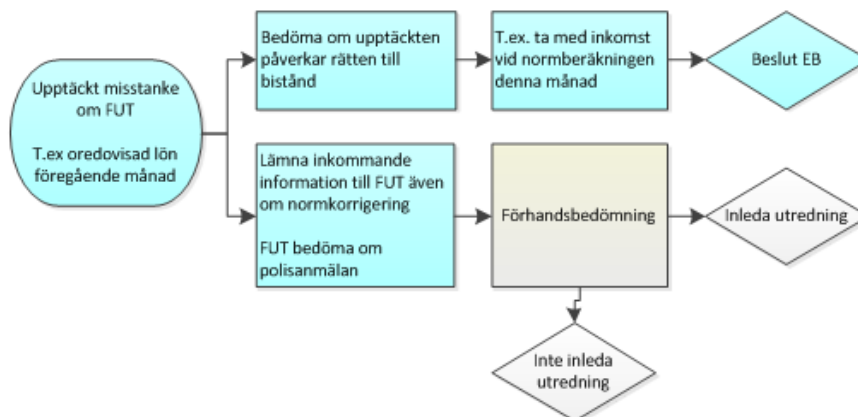 Upptäckt misstanke
om FUT
T.ex oredovisad lön
föregående månad
Bedöma om upptäckten
påverkar rätten till
bistånd
T.ex. ta med inkomst
vid normberäkningen
denna månad
Beslut EB
Lämna inkommande
information till FUT även
om normkorrigering
FUT bedöma om
polisanmälan
Förhandsbedömning
Inleda utredning
Inte inleda
utredning